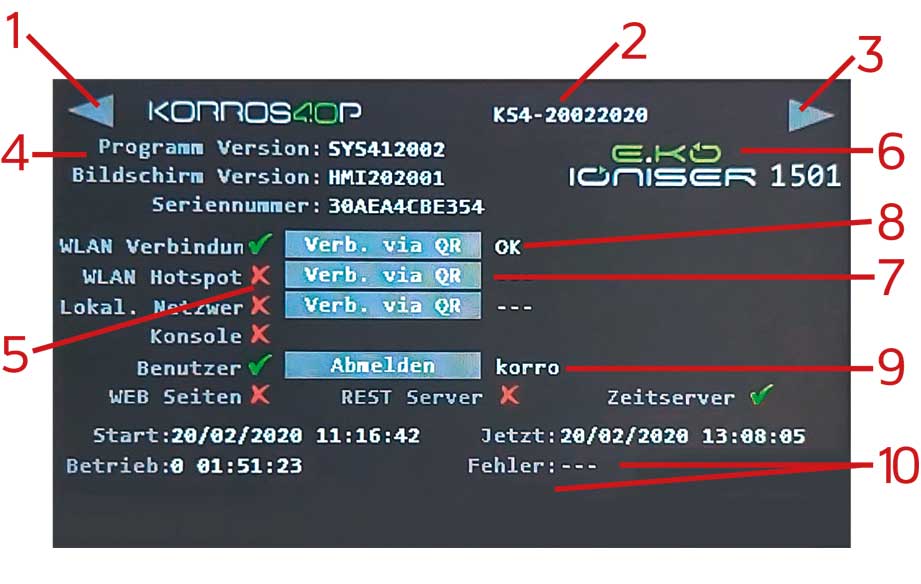 1
2
3
KORROS4.0P
KS4-20022020
4
Programm Version: SYS412002
E.KO
6
IONISER 1501
Bildschirm Version: HMI202001
Seriennummer: 30AEA4CBE354
8
WLAN Verbindun Verb. via QR OK
WLAN Hotspot Verb. via QR ---
7
Lokal. Netzwer Verb. via QR ---
Konsole
5
Benutzer Abmelden korro
9
WEB Seiten REST Server Zeitserver
Start:20/02/2020 11:16:42 Jetzt:20/02/2020 13:08:05
Betrieb:0 01:51:23 Fehler:---
10